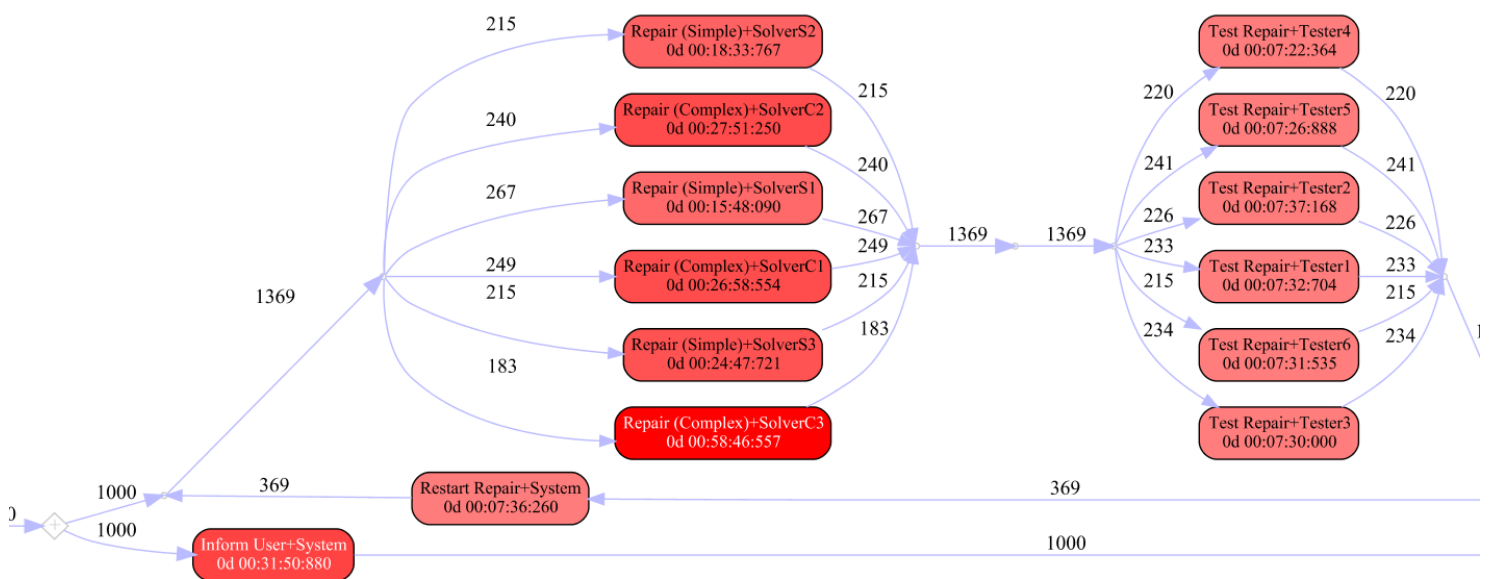 215
Repair (Simple)+SolverS2
0d 00:18:33:767
215
Test Repair+Tester4
0d 00:07:22:364
220
220
240
Repair (Complex)+SolverC2
0d 00:27:51:250
240
Test Repair+Tester5
0d 00:07:26:888
241
241
267
Repair (Simple)+SolverS1
0d 00:15:48:090
267
Test Repair+Tester2
0d 00:07:37:168
226
226
1369
1369
249
Repair (Complex)+SolverC1
0d 00:26:58:554
249
233
Test Repair+Tester1
0d 00:07:32:704
233
1369
215
Repair (Simple)+SolverS3
0d 00:24:47:721
215
215
Test Repair+Tester6
0d 00:07:31:535
215
183
Repair (Complex)+SolverC3
0d 00:58:46:557
183
234
Test Repair+Tester3
0d 00:07:30:000
234
1000
369
Restart Repair+System
0d 00:07:36:260
369
1000
Inform User+System
0d 00:31:50:880
1000